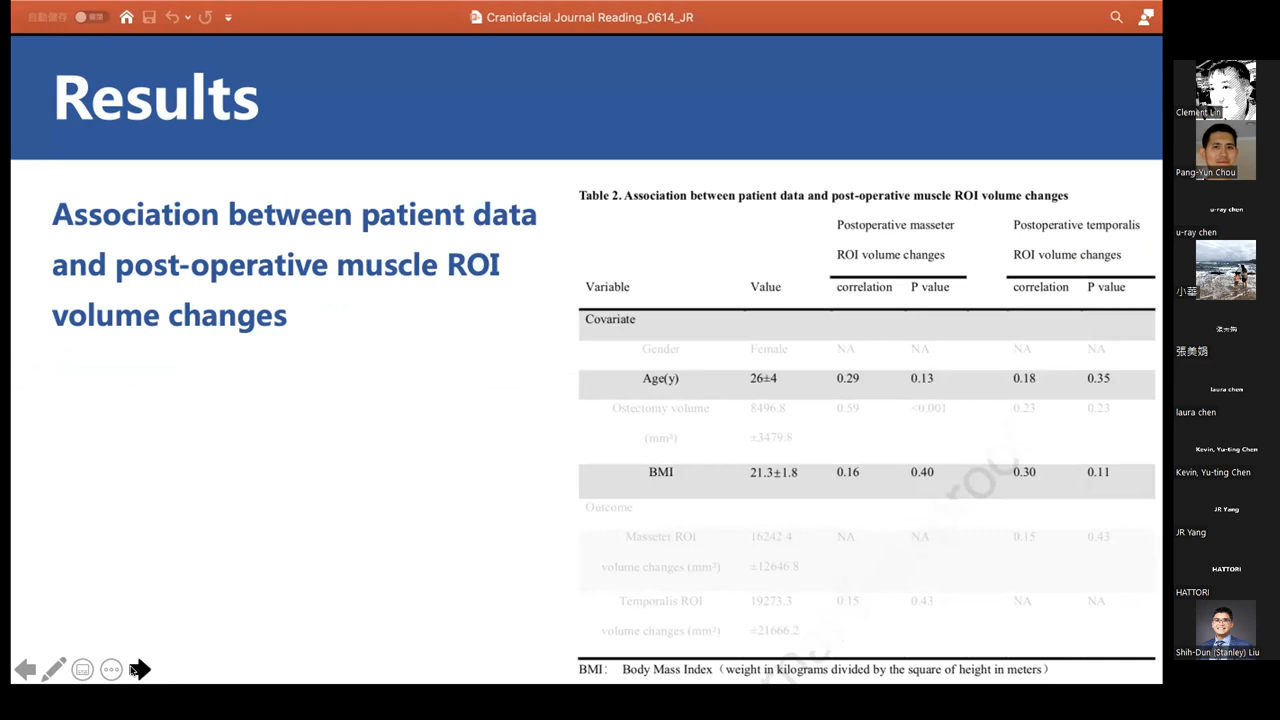 自動儲存 關閉
Craniofacial Journal Reading_0614_JR
Results
Association between patient data
and post-operative muscle ROI
volume changes
Table 2. Association between patient data and post-operative muscle ROI volume changes
Postoperative masseter Postoperative temporalis
ROI volume changes ROI volume changes
Variable Value correlation P value correlation P value
Covariate
Gender Female NA NA NA NA
Age(y) 26±4 0.29 0.13 0.18 0.35
Ostectomy volume 8496.8 0.59 <0.001 0.23 0.23
(mm³) ±3479.8
BMI 21.3±1.8 0.16 0.40 0.30 0.11
Outcome
Masseter ROI 16242.4 NA NA 0.15 0.43
volume changes (mm³) ±12646.8
Temporalis ROI 19273.3 0.15 0.43 NA NA
volume changes (mm³) ±21666.2
BMI： Body Mass Index（weight in kilograms divided by the square of height in meters）
Clement Lin
Pang-Yun Chou
u-ray chen
u-ray chen
小華
張美娟
張美娟
laura chen
laura chen
Kevin, Yu-ting Chen
Kevin, Yu-ting Chen
JR Yang
JR Yang
HATTORI
HATTORI
Shih-Dun (Stanley) Liu